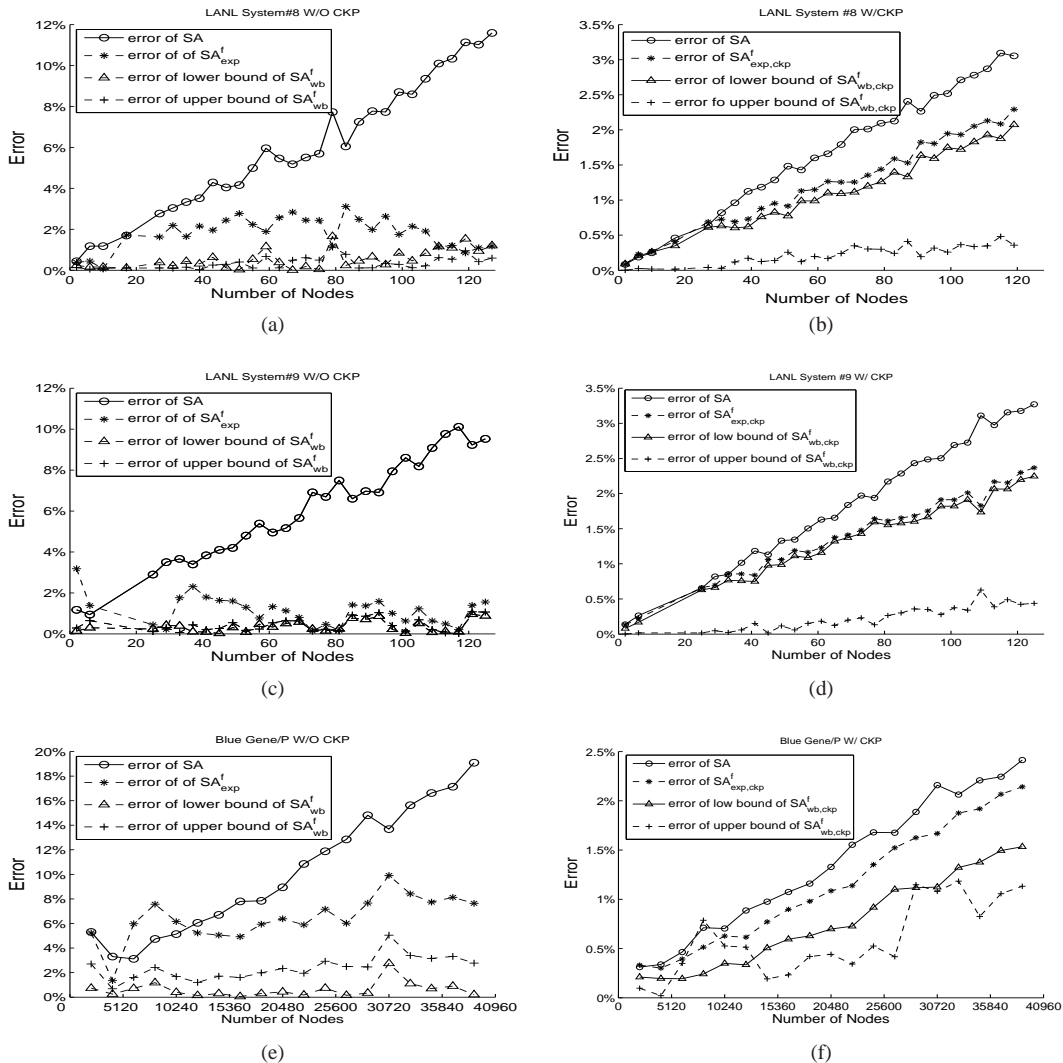 LANL System#8 W/O CKP
12%
10%
8%
6%
4%
2%
0%
Error
error of SA
error of of SA^f_exp
error of lower bound of SA^f_wb
error of upper bound of SA^f_wb
0 20 40 60 80 100 120
Number of Nodes
(a)
LANL System #8 W/CKP
3.5%
3%
2.5%
2%
1.5%
1%
0.5%
0%
Error
error of SA
error of SA^f_exp,ckp
error of lower bound of SA^f_wb,ckp
error fo upper bound of SA^f_wb,ckp
0 20 40 60 80 100 120
Number of Nodes
(b)
LANL System#9 W/O CKP
12%
10%
8%
6%
4%
2%
0%
Error
error of SA
error of of SA^f_exp
error of lower bound of SA^f_wb
error of upper bound of SA^f_wb
0 20 40 60 80 100 120
Number of Nodes
(c)
LANL System #9 W/ CKP
3.5%
3%
2.5%
2%
1.5%
1%
0.5%
0%
Error
error of SA
error of SA^f_exp,ckp
error of low bound of SA^f_wb,ckp
error of upper bound of SA^f_wb,ckp
0 20 40 60 80 100 120
Number of Nodes
(d)
Blue Gene/P W/O CKP
20%
18%
16%
14%
12%
10%
8%
6%
4%
2%
0%
Error
error of SA
error of of SA^f_exp
error of lower bound of SA^f_wb
error of upper bound of SA^f_wb
0 5120 10240 15360 20480 25600 30720 35840 40960
Number of Nodes
(e)
Blue Gene/P W/ CKP
2.5%
2%
1.5%
1%
0.5%
0%
Error
error of SA
error of SA^f_exp,ckp
error of low bound of SA^f_wb,ckp
error of upper bound of SA^f_wb,ckp
0 5120 10240 15360 20480 25600 30720 35840 40960
Number of Nodes
(f)